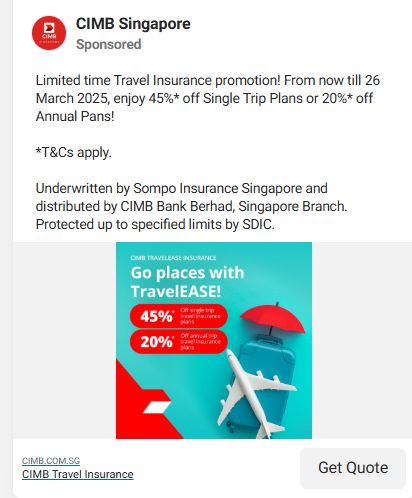 CIMB Singapore
Sponsored
Limited time Travel Insurance promotion! From now till 26
March 2025, enjoy 45%* off Single Trip Plans or 20%* off
Annual Pans!
*T&Cs apply.
Underwritten by Sompo Insurance Singapore and
distributed by CIMB Bank Berhad, Singapore Branch.
Protected up to specified limits by SDIC.
CIMB TRAVELEASE INSURANCE
Go places with
TravelEASE!
45%*
Off single trip
travel insurance
plans
20%*
Off annual trip
travel insurance
plans
CIMB.COM.SG
CIMB Travel Insurance
Get Quote